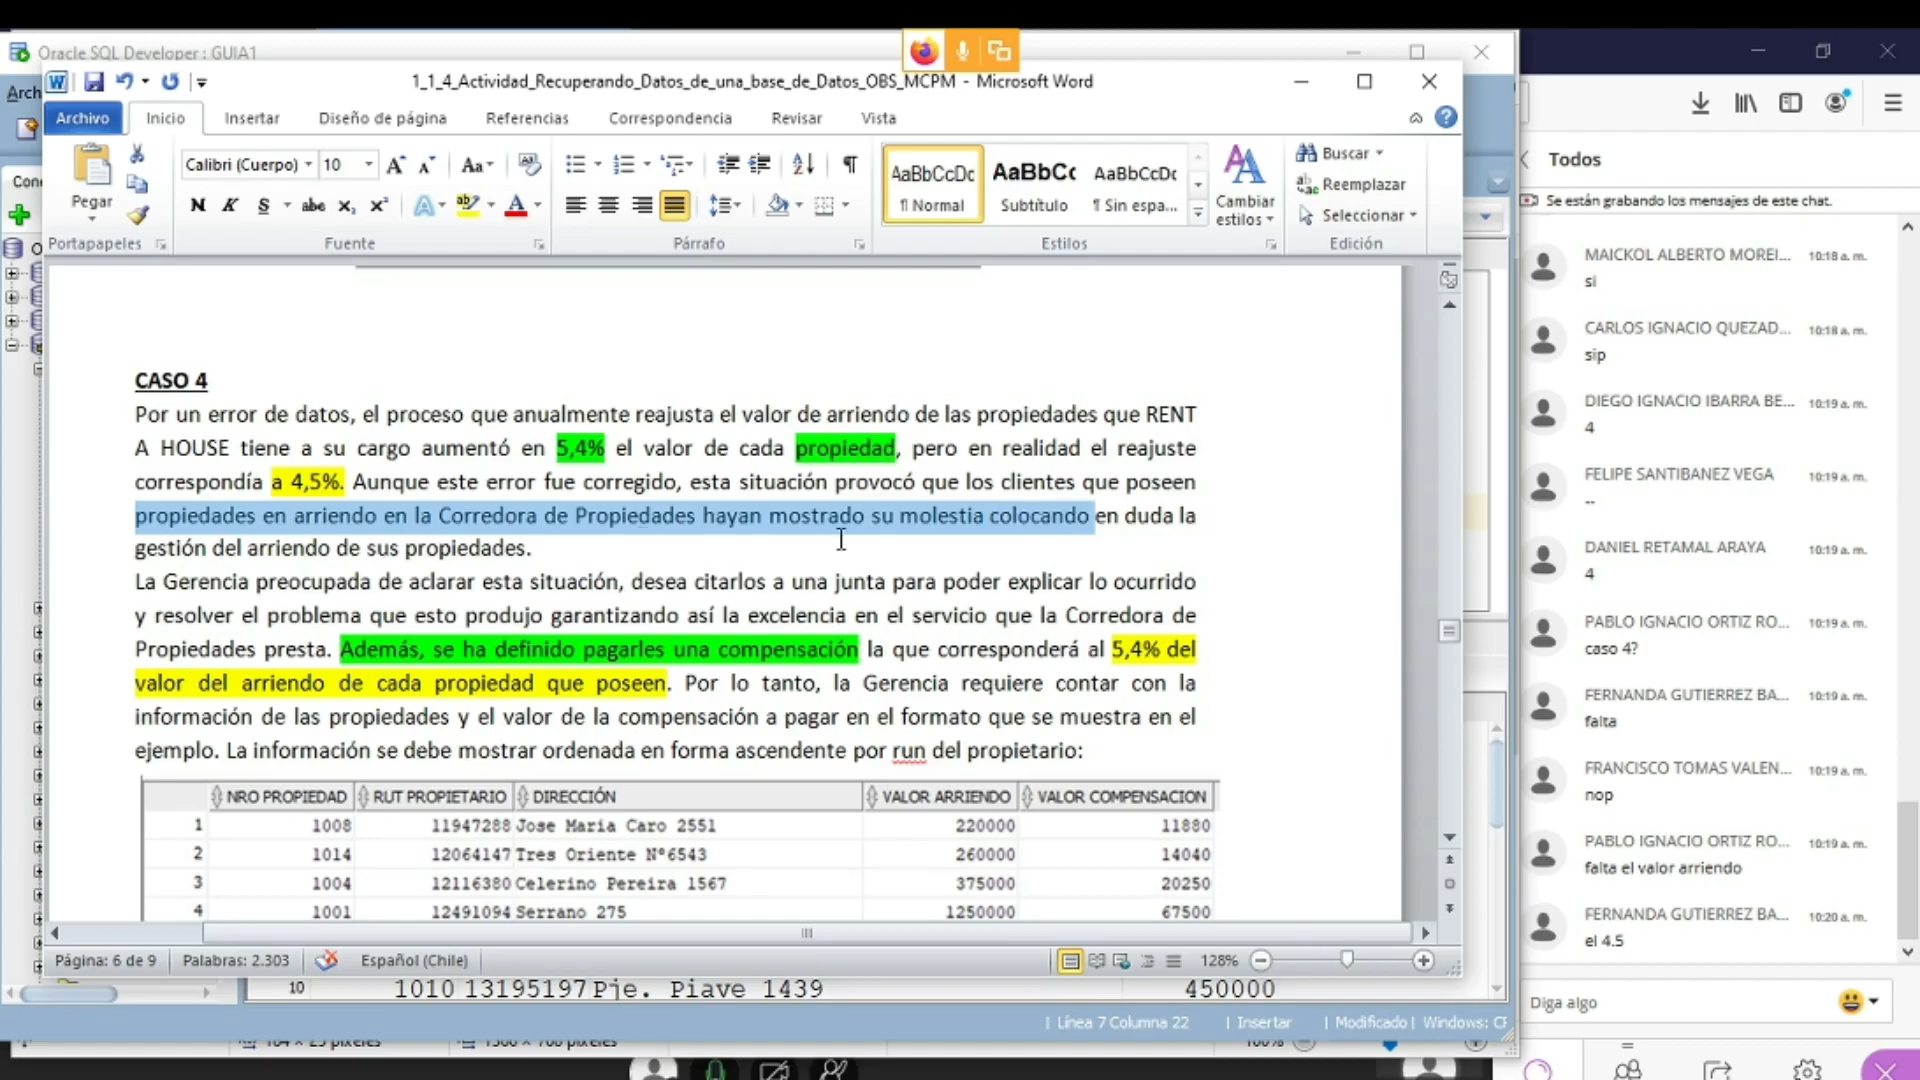 Oracle SQL Developer : GUIA1
1_1_4_Actividad_Recuperando_Datos_de_una_base_de_Datos_OBS_MCPM - Microsoft Word
Arch
Archivo
Inicio
Insertar
Diseño de página
Referencias
Correspondencia
Revisar
Vista
Con
Pegar
Portapapeles
Calibri (Cuerpo)
10
Aa
N K S abc x₂ x²
Fuente
Párrafo
AaBbCcDc
¶ Normal
AaBbCc
Subtítulo
AaBbCcDc
¶ Sin espa...
Cambiar
estilos
Estilos
Buscar
Reemplazar
Seleccionar
Edición
CASO 4
Por un error de datos, el proceso que anualmente reajusta el valor de arriendo de las propiedades que RENT
A HOUSE tiene a su cargo aumentó en 5,4% el valor de cada propiedad, pero en realidad el reajuste
correspondía a 4,5%. Aunque este error fue corregido, esta situación provocó que los clientes que poseen
propiedades en arriendo en la Corredora de Propiedades hayan mostrado su molestia colocando en duda la
gestión del arriendo de sus propiedades.
La Gerencia preocupada de aclarar esta situación, desea citarlos a una junta para poder explicar lo ocurrido
y resolver el problema que esto produjo garantizando así la excelencia en el servicio que la Corredora de
Propiedades presta. Además, se ha definido pagarles una compensación la que corresponderá al 5,4% del
valor del arriendo de cada propiedad que poseen. Por lo tanto, la Gerencia requiere contar con la
información de las propiedades y el valor de la compensación a pagar en el formato que se muestra en el
ejemplo. La información se debe mostrar ordenada en forma ascendente por run del propietario:
NRO PROPIEDAD RUT PROPIETARIO DIRECCIÓN VALOR ARRIENDO VALOR COMPENSACION
1 1008 11947288 Jose Maria Caro 2551 220000 11880
2 1014 12064147 Tres Oriente Nº6543 260000 14040
3 1004 12116380 Celerino Pereira 1567 375000 20250
4 1001 12491094 Serrano 275 1250000 67500
Página: 6 de 9
Palabras: 2.303
Español (Chile)
128%
10 1010 13195197 Pje. Piave 1439 450000
Línea 7 Columna 22
Insertar
Modificado
Windows: CR
100%
Todos
Se están grabando los mensajes de este chat.
MAICKOL ALBERTO MOREI... 10:18 a. m.
si
CARLOS IGNACIO QUEZAD... 10:18 a. m.
sip
DIEGO IGNACIO IBARRA BE... 10:19 a. m.
4
FELIPE SANTIBANEZ VEGA 10:19 a. m.
--
DANIEL RETAMAL ARAYA 10:19 a. m.
4
PABLO IGNACIO ORTIZ RO... 10:19 a. m.
caso 4?
FERNANDA GUTIERREZ BA... 10:19 a. m.
falta
FRANCISCO TOMAS VALEN... 10:19 a. m.
nop
PABLO IGNACIO ORTIZ RO... 10:19 a. m.
falta el valor arriendo
FERNANDA GUTIERREZ BA... 10:20 a. m.
el 4.5
Diga algo